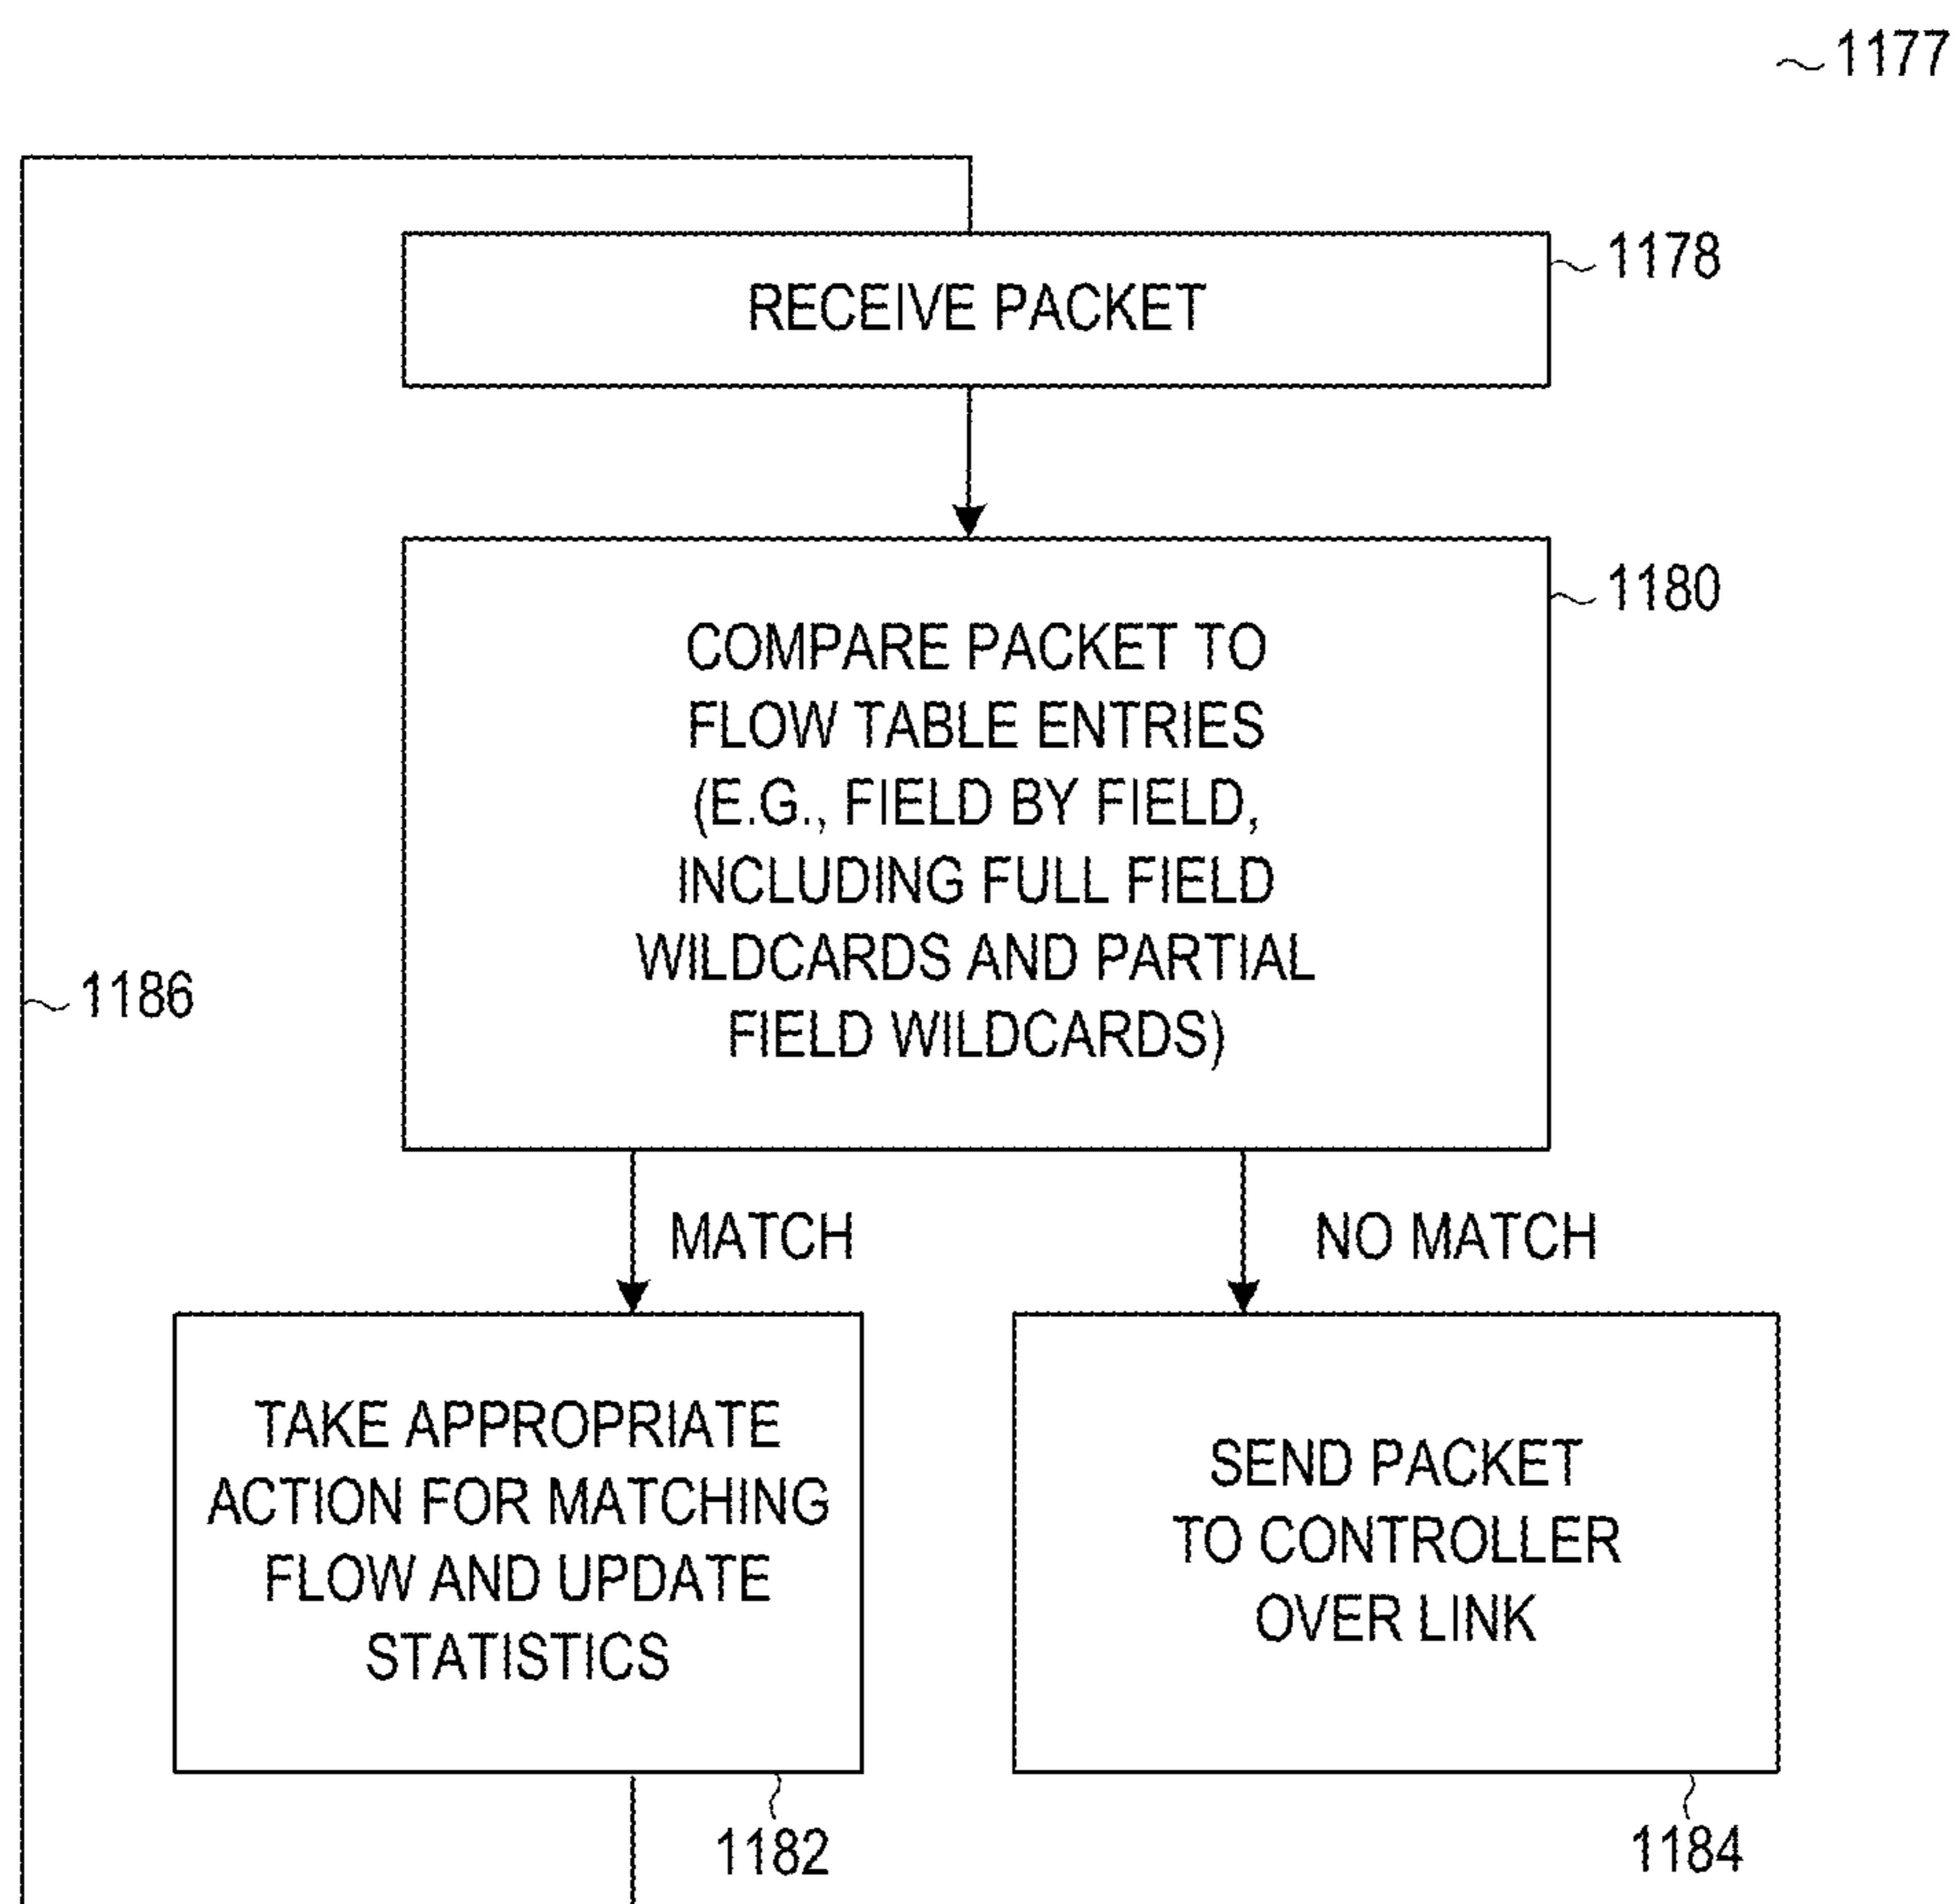 1177
1178
RECEIVE PACKET
1180
COMPARE PACKET TO
FLOW TABLE ENTRIES
(E.G., FIELD BY FIELD,
INCLUDING FULL FIELD
WILDCARDS AND PARTIAL
FIELD WILDCARDS)
1186
MATCH
NO MATCH
TAKE APPROPRIATE
ACTION FOR MATCHING
FLOW AND UPDATE
STATISTICS
SEND PACKET
TO CONTROLLER
OVER LINK
1182
1184